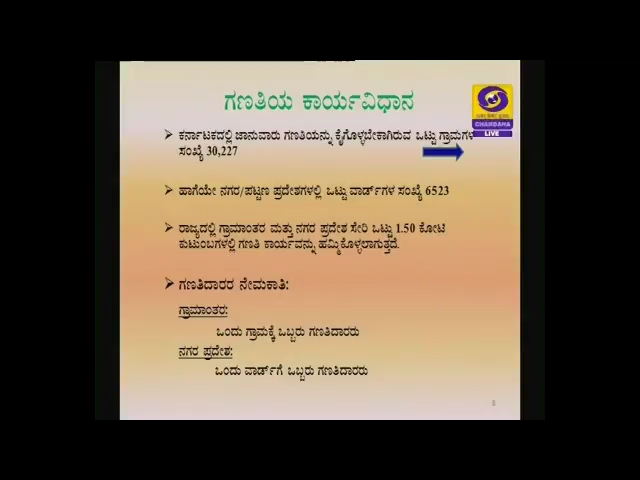 ಗಣತಿಯ ಕಾರ್ಯವಿಧಾನ
CHANDANA
LIVE
➢ ಕರ್ನಾಟಕದಲ್ಲಿ ಜಾನುವಾರು ಗಣತಿಯನ್ನು ಕೈಗೊಳ್ಳಬೇಕಾಗಿರುವ ಒಟ್ಟು ಗ್ರಾಮಗಳ
ಸಂಖ್ಯೆ 30,227
➢ ಹಾಗೆಯೇ ನಗರ/ಪಟ್ಟಣ ಪ್ರದೇಶಗಳಲ್ಲಿ ಒಟ್ಟು ವಾರ್ಡ್‌ಗಳ ಸಂಖ್ಯೆ 6523
➢ ರಾಜ್ಯದಲ್ಲಿ ಗ್ರಾಮಾಂತರ ಮತ್ತು ನಗರ ಪ್ರದೇಶ ಸೇರಿ ಒಟ್ಟು 1.50 ಕೋಟಿ
ಕುಟುಂಬಗಳಲ್ಲಿ ಗಣತಿ ಕಾರ್ಯವನ್ನು ಹಮ್ಮಿಕೊಳ್ಳಲಾಗುತ್ತದೆ.
➢ ಗಣತಿದಾರರ ನೇಮಕಾತಿ:
ಗ್ರಾಮಾಂತರ:
ಒಂದು ಗ್ರಾಮಕ್ಕೆ ಒಬ್ಬರು ಗಣತಿದಾರರು
ನಗರ ಪ್ರದೇಶ:
ಒಂದು ವಾರ್ಡ್‌ಗೆ ಒಬ್ಬರು ಗಣತಿದಾರರು